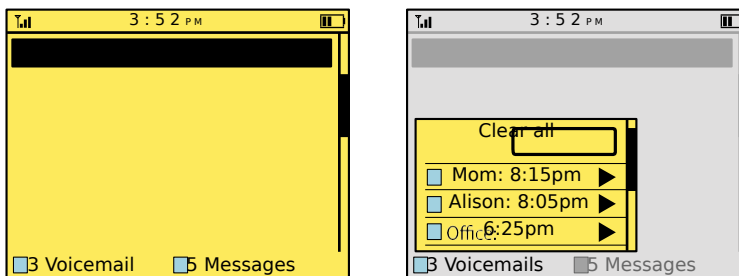 3:52 PM
3 Voicemail 5 Messages
3:52 PM
Clear all
Mom: 8:15pm
Alison: 8:05pm
Office: 6:25pm
3 Voicemails 5 Messages